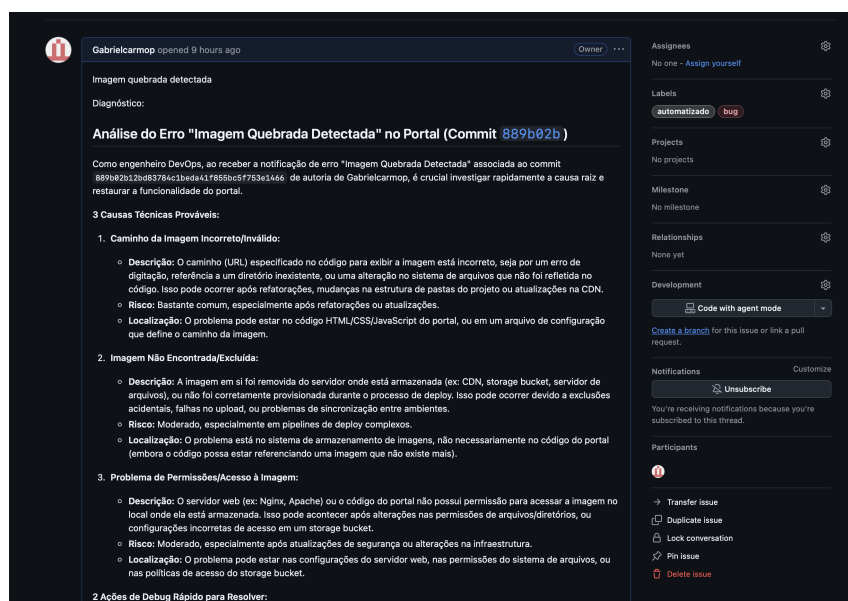 Gabrielcarmop opened 9 hours ago
Owner
Imagem quebrada detectada
Diagnóstico:
Análise do Erro "Imagem Quebrada Detectada" no Portal (Commit 889b02b )
Como engenheiro DevOps, ao receber a notificação de erro "Imagem Quebrada Detectada" associada ao commit
889b02b12bd83784c1beda41f855bc5f753e1466 de autoria de Gabrielcarmop, é crucial investigar rapidamente a causa raiz e
restaurar a funcionalidade do portal.
3 Causas Técnicas Prováveis:
1. Caminho da Imagem Incorreto/Inválido:
Descrição: O caminho (URL) especificado no código para exibir a imagem está incorreto, seja por um erro de
digitação, referência a um diretório inexistente, ou uma alteração no sistema de arquivos que não foi refletida no
código. Isso pode ocorrer após refatorações, mudanças na estrutura de pastas do projeto ou atualizações na CDN.
Risco: Bastante comum, especialmente após refatorações ou atualizações.
Localização: O problema pode estar no código HTML/CSS/JavaScript do portal, ou em um arquivo de configuração
que define o caminho da imagem.
2. Imagem Não Encontrada/Excluída:
Descrição: A imagem em si foi removida do servidor onde está armazenada (ex: CDN, storage bucket, servidor de
arquivos), ou não foi corretamente provisionada durante o processo de deploy. Isso pode ocorrer devido a exclusões
acidentais, falhas no upload, ou problemas de sincronização entre ambientes.
Risco: Moderado, especialmente em pipelines de deploy complexos.
Localização: O problema está no sistema de armazenamento de imagens, não necessariamente no código do portal
(embora o código possa estar referenciando uma imagem que não existe mais).
3. Problema de Permissões/Acesso à Imagem:
Descrição: O servidor web (ex: Nginx, Apache) ou o código do portal não possui permissão para acessar a imagem no
local onde ela está armazenada. Isso pode acontecer após alterações nas permissões de arquivos/diretórios, ou
configurações incorretas de acesso em um storage bucket.
Risco: Moderado, especialmente após atualizações de segurança ou alterações na infraestrutura.
Localização: O problema pode estar nas configurações do servidor web, nas permissões do sistema de arquivos, ou
nas políticas de acesso do storage bucket.
2 Ações de Debug Rápido para Resolver:
Assignees
No one - Assign yourself
Labels
automatizado bug
Projects
No projects
Milestone
No milestone
Relationships
None yet
Development
Code with agent mode
Create a branch for this issue or link a pull
request.
Notifications Customize
Unsubscribe
You're receiving notifications because you're
subscribed to this thread.
Participants
Transfer issue
Duplicate issue
Lock conversation
Pin issue
Delete issue